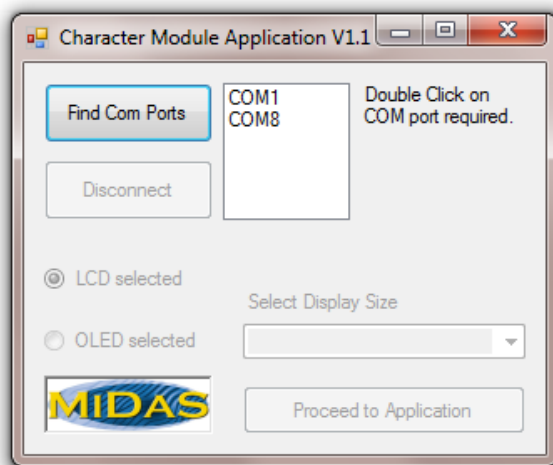 Character Module Application V1.1
Find Com Ports
COM1
COM8
Double Click on
COM port required.
Disconnect
LCD selected
Select Display Size
OLED selected
MIDAS
Proceed to Application